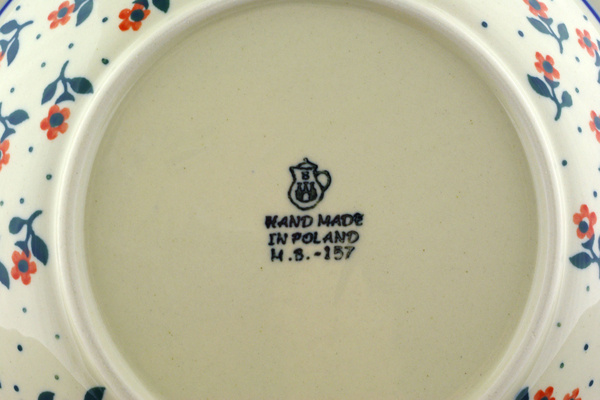 S
HAND MADE
IN POLAND
M.B.-157